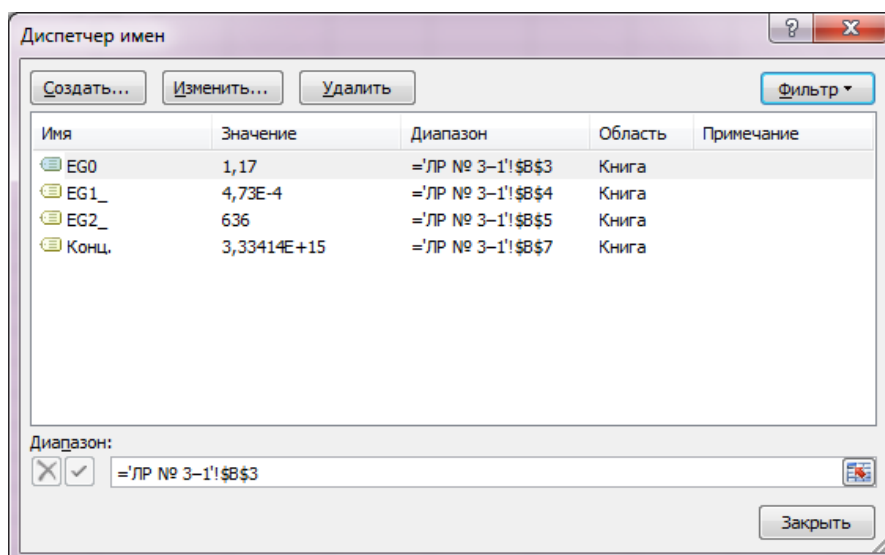 Диспетчер имен
Создать... Изменить... Удалить Фильтр
Имя Значение Диапазон Область Примечание
EG0 1,17 ='ЛР № 3–1'!$B$3 Книга
EG1_ 4,73E-4 ='ЛР № 3–1'!$B$4 Книга
EG2_ 636 ='ЛР № 3–1'!$B$5 Книга
Конц. 3,33414E+15 ='ЛР № 3–1'!$B$7 Книга
Диапазон:
='ЛР № 3–1'!$B$3
Закрыть